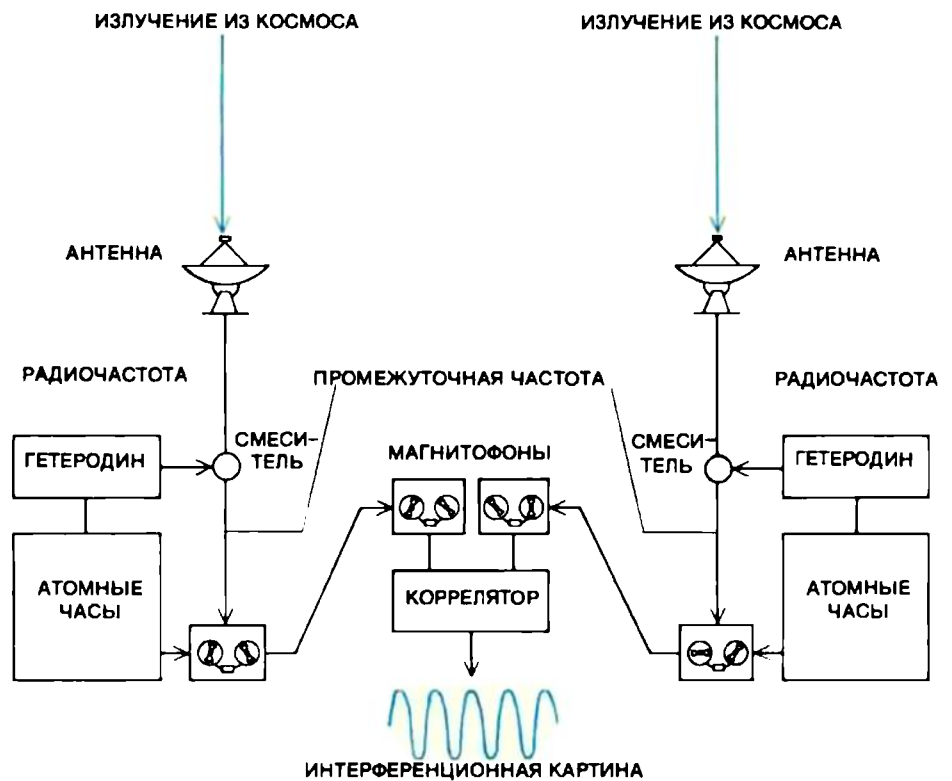 ИЗЛУЧЕНИЕ ИЗ КОСМОСА
ИЗЛУЧЕНИЕ ИЗ КОСМОСА
АНТЕННА
АНТЕННА
РАДИОЧАСТОТА
ПРОМЕЖУТОЧНАЯ ЧАСТОТА
РАДИОЧАСТОТА
ГЕТЕРОДИН
СМЕСИ-
ТЕЛЬ
МАГНИТОФОНЫ
СМЕСИ-
ТЕЛЬ
ГЕТЕРОДИН
АТОМНЫЕ
ЧАСЫ
КОРРЕЛЯТОР
АТОМНЫЕ
ЧАСЫ
ИНТЕРФЕРЕНЦИОННАЯ КАРТИНА